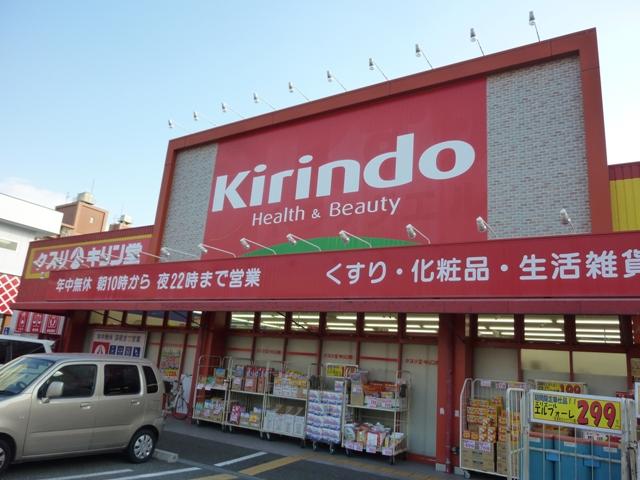 Kirindo
Health & Beauty
クスリ キリン堂
年中無休 朝10時から 夜22時まで営業
くすり・化粧品・生活雑貨
エルフォーレ 299